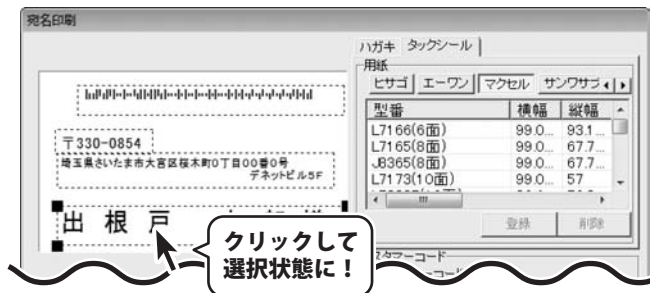 宛名印刷
ハガキ タックシール
用紙
ヒサゴ エーワン マクセル サンワサプ
型番 横幅 縦幅
L7166(6面) 99.0... 93.1...
L7165(8面) 99.0... 67.7...
J8365(8面) 99.0... 67.7...
L7173(10面) 99.0... 57
登録 削除
〒330-0854
埼玉県さいたま市大宮区桜木町0丁目00番0号
デネットビル5F
出 根 戸
クリックして
選択状態に！